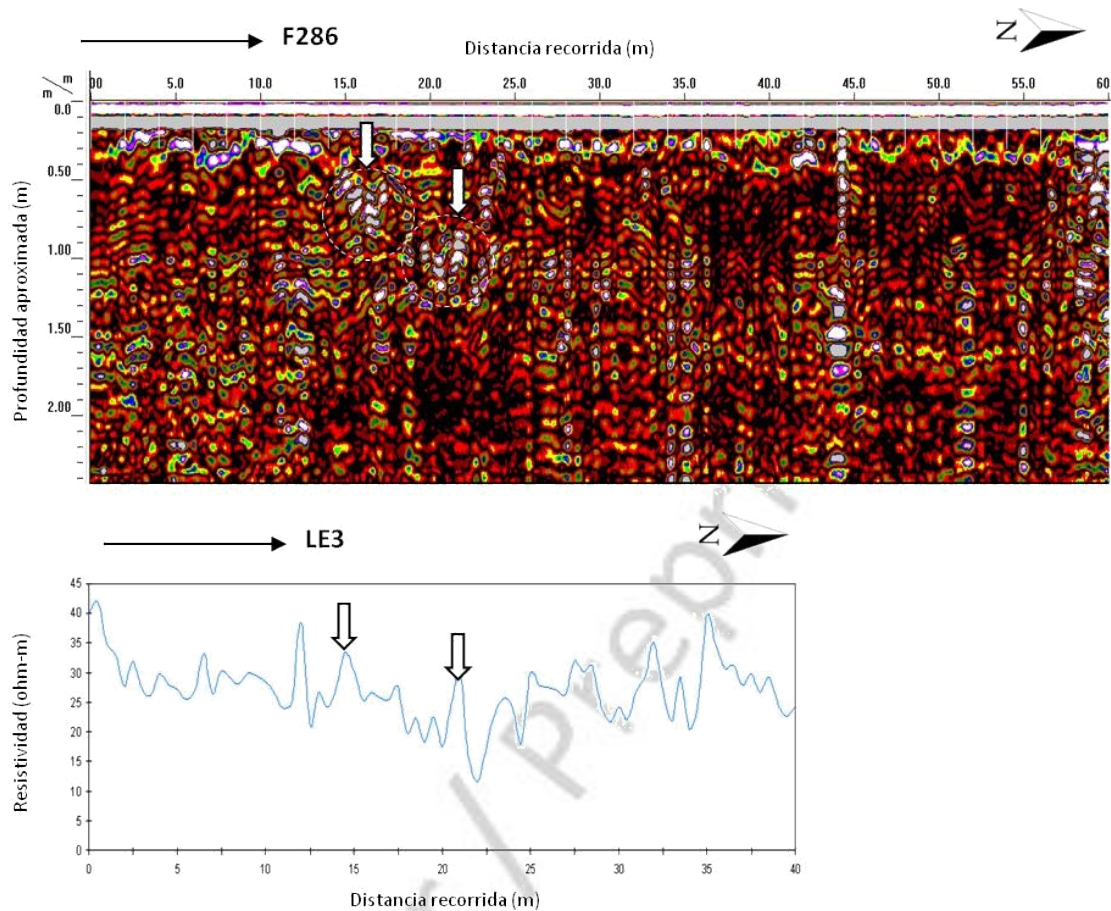 F286
Distancia recorrida (m)
N
m
m
00 5.0 10.0 15.0 20.0 25.0 30.0 35.0 40.0 45.0 50.0 55.0 60
0.0
0.50
1.00
1.50
2.00
Profundidad aproximada (m)
LE3
N
45
40
35
30
25
20
15
10
5
0
Resistividad (ohm-m)
0 5 10 15 20 25 30 35 40
Distancia recorrida (m)